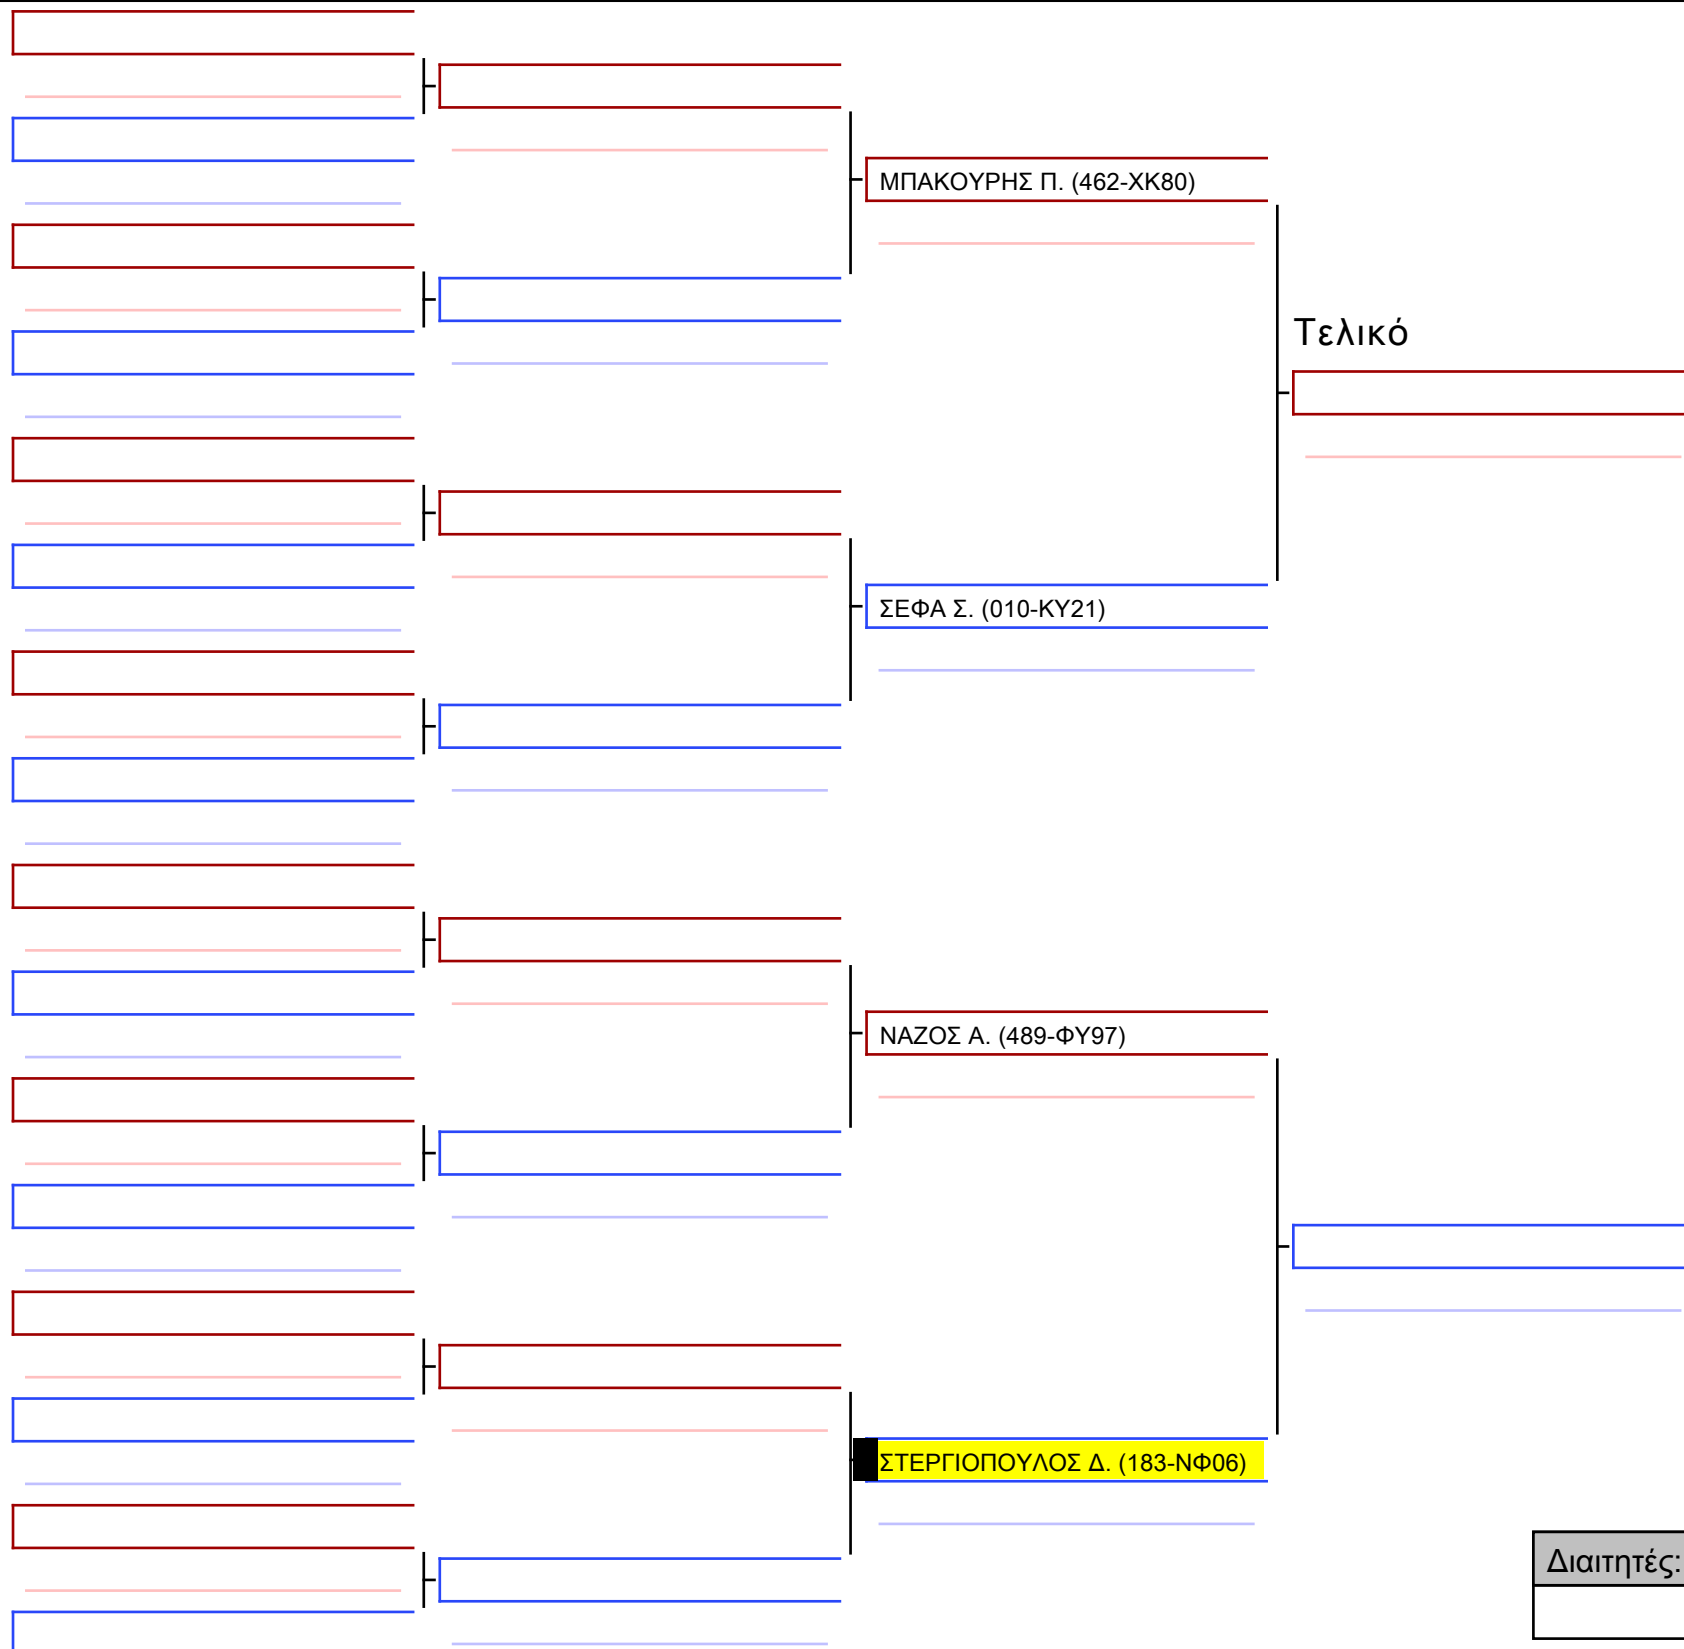 ΜΠΑΚΟΥΡΗΣ Π. (462-ΧΚ80)
Τελικό
ΣΕΦΑ Σ. (010-ΚΥ21)
ΝΑΖΟΣ Α. (489-ΦΥ97)
ΣΤΕΡΓΙΟΠΟΥΛΟΣ Δ. (183-ΝΦ06)
Διαιτητές: